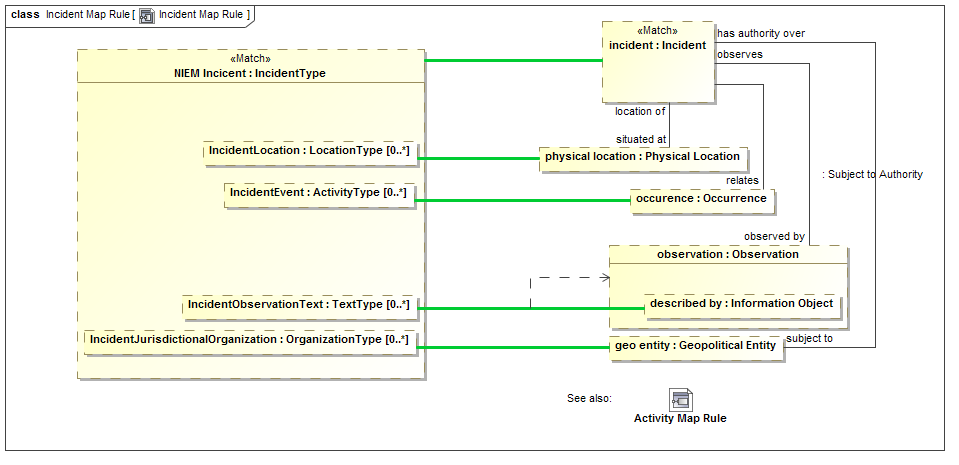 class Incident Map Rule [ Incident Map Rule ]
«Match»
NIEM Incicent : IncidentType
«Match»
incident : Incident
has authority over
observes
location of
situated at
IncidentLocation : LocationType [0..*]
physical location : Physical Location
: Subject to Authority
relates
IncidentEvent : ActivityType [0..*]
occurence : Occurrence
observed by
observation : Observation
IncidentObservationText : TextType [0..*]
described by : Information Object
IncidentJurisdictionalOrganization : OrganizationType [0..*]
geo entity : Geopolitical Entity
subject to
See also:
Activity Map Rule